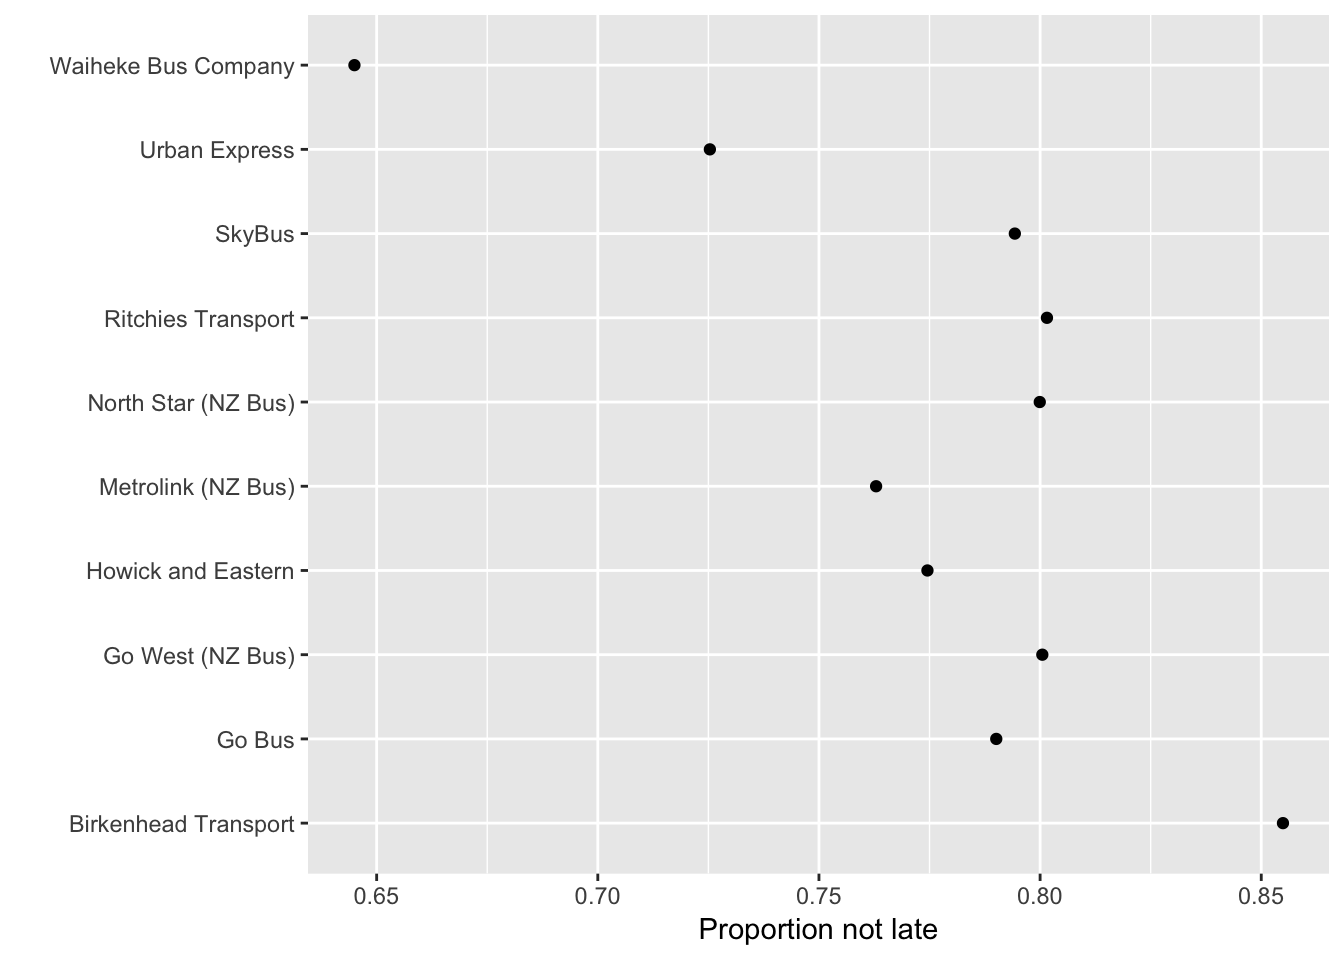 Waiheke Bus Company
Urban Express
SkyBus
Ritchies Transport
North Star (NZ Bus)
Metrolink (NZ Bus)
Howick and Eastern
Go West (NZ Bus)
Go Bus
Birkenhead Transport
0.65 0.70 0.75 0.80 0.85
Proportion not late